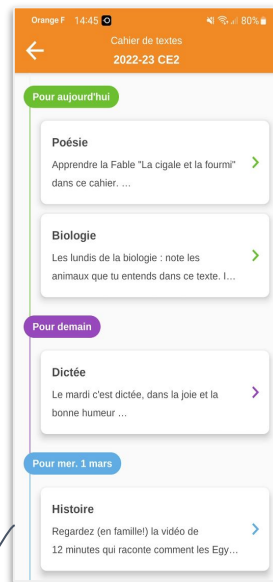 Orange F 14:45 80%
Cahier de textes
2022-23 CE2
Pour aujourd'hui
Poésie
Apprendre la Fable "La cigale et la fourmi"
dans ce cahier. ...
Biologie
Les lundis de la biologie : note les
animaux que tu entends dans ce texte. I...
Pour demain
Dictée
Le mardi c'est dictée, dans la joie et la
bonne humeur ...
Pour mer. 1 mars
Histoire
Regardez (en famille!) la vidéo de
12 minutes qui raconte comment les Egy...